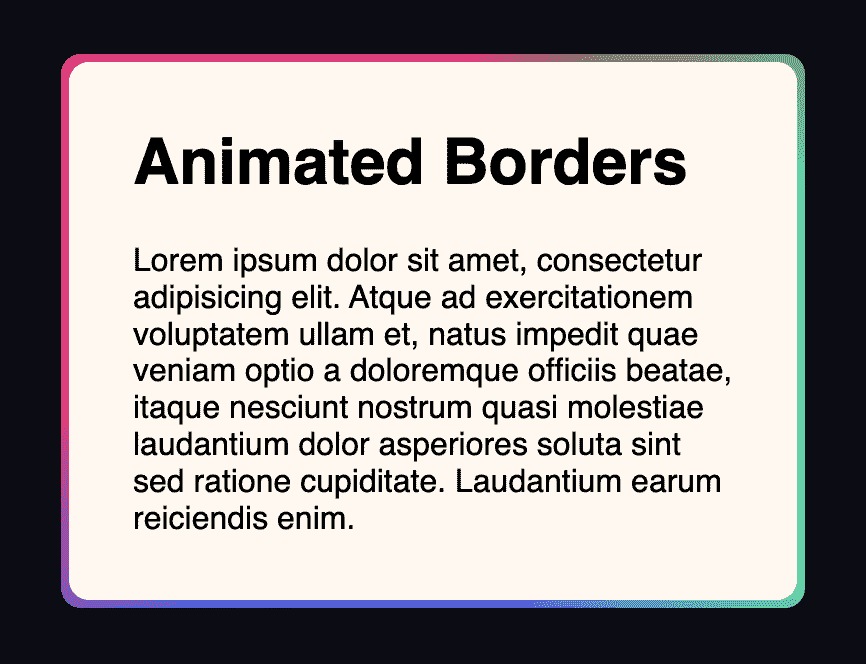 Animated Borders
Lorem ipsum dolor sit amet, consectetur
adipisicing elit. Atque ad exercitationem
voluptatem ullam et, natus impedit quae
veniam optio a doloremque officiis beatae,
itaque nesciunt nostrum quasi molestiae
laudantium dolor asperiores soluta sint
sed ratione cupiditate. Laudantium earum
reiciendis enim.